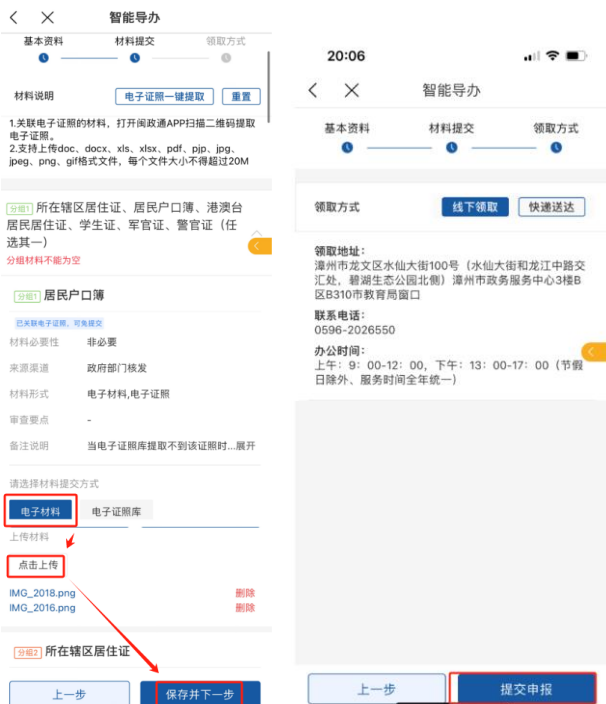 智能导办
基本资料
材料提交
领取方式
材料说明
电子证照一键提取
重置
1.关联电子证照的材料，打开闽政通APP扫描二维码提取
电子证照。
2.支持上传doc、docx、xls、xlsx、pdf、pjp、jpg、
jpeg、png、gif格式文件，每个文件大小不得超过20M
分组1 所在辖区居住证、居民户口簿、港澳台
居民居住证、学生证、军官证、警官证（任
选其一）
分组材料不能为空
分组1 居民户口簿
已关联电子证照，可免提交
材料必要性 非必要
来源渠道 政府部门核发
材料形式 电子材料,电子证照
审查要点 -
备注说明 当电子证照库提取不到该证照时...展开
请选择材料提交方式
电子材料
电子证照库
上传材料
点击上传
IMG_2018.png 删除
IMG_2016.png 删除
分组2 所在辖区居住证
上一步
保存并下一步
20:06
智能导办
基本资料
材料提交
领取方式
领取方式
线下领取
快递送达
领取地址：
漳州市龙文区水仙大街100号（水仙大街和龙江中路交
汇处，碧湖生态公园北侧）漳州市政务服务中心3楼B
区B310市教育局窗口
联系电话：
0596-2026550
办公时间：
上午：9：00-12：00，下午：13：00-17：00（节假
日除外、服务时间全年统一）
上一步
提交申报